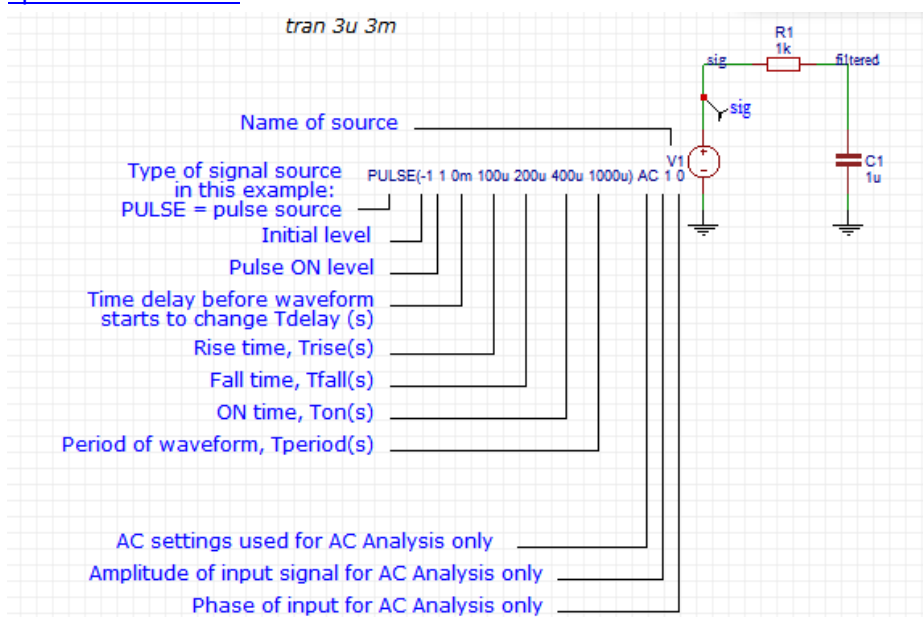 tran 3u 3m
R1
1k
sig
filtered
sig
Name of source
V1
Type of signal source
in this example:
PULSE = pulse source
PULSE(-1 1 0m 100u 200u 400u 1000u) AC 1 0
C1
1u
Initial level
Pulse ON level
Time delay before waveform
starts to change Tdelay (s)
Rise time, Trise(s)
Fall time, Tfall(s)
ON time, Ton(s)
Period of waveform, Tperiod(s)
AC settings used for AC Analysis only
Amplitude of input signal for AC Analysis only
Phase of input for AC Analysis only